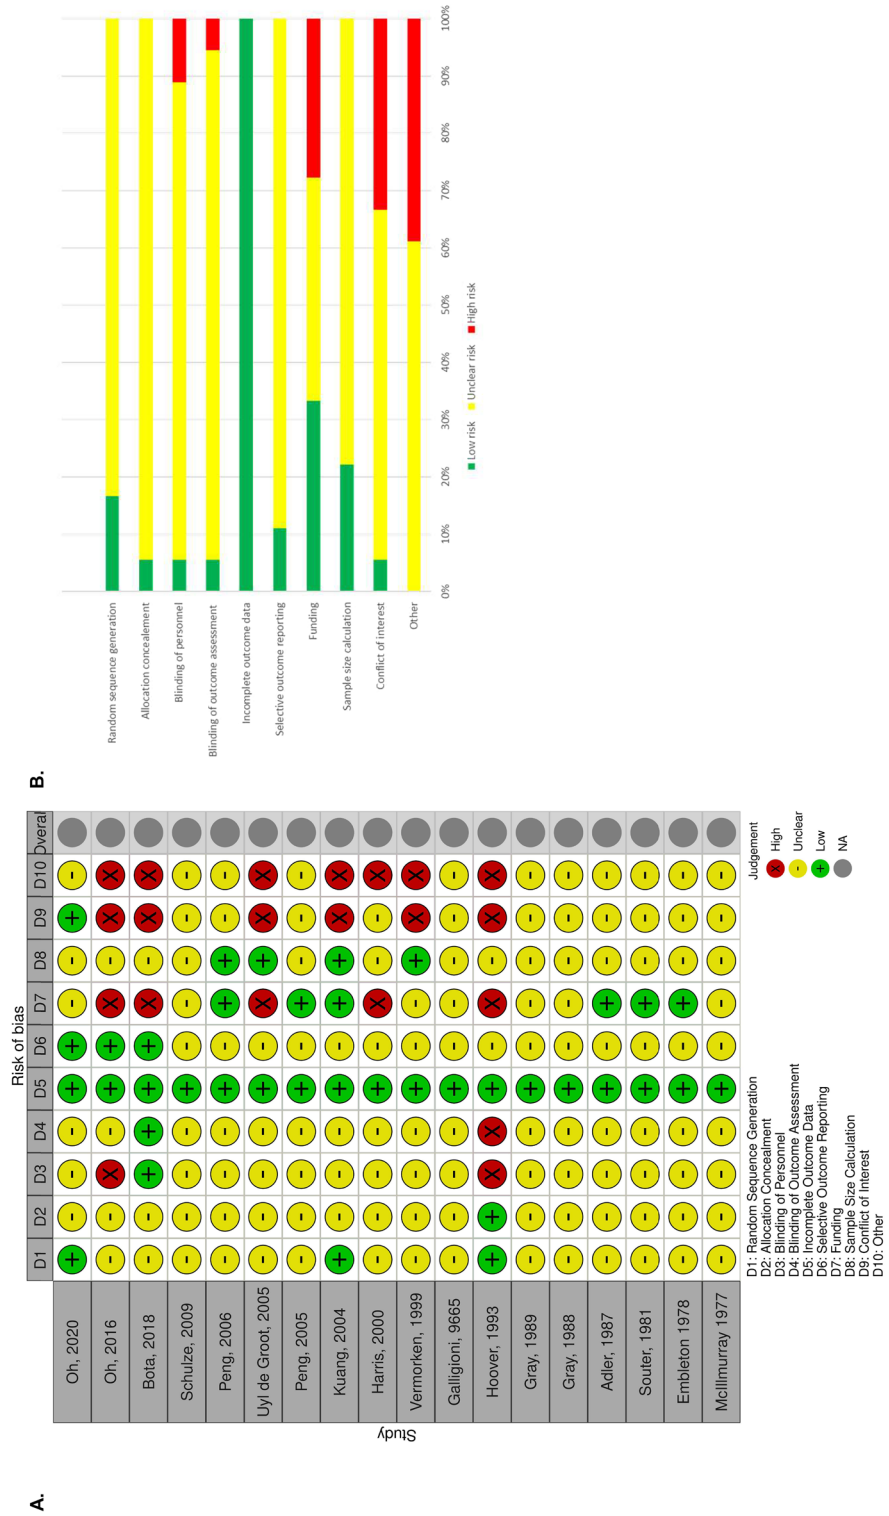 A.
Risk of bias
D1 D2 D3 D4 D5 D6 D7 D8 D9 D10 Overal
Study
Oh, 2020 + - - - + + - - + -
Oh, 2016 - - X - + + X - X X
Bota, 2018 - - + + + + X - X X
Schulze, 2009 - - - - + - - - - -
Peng, 2006 - - - - + - + + - -
Uyl de Groot, 2005 - - - - + - X + X X
Peng, 2005 - - - - + - + - - -
Kuang, 2004 + - - - + - + + X X
Harris, 2000 - - - - + - X - - X
Vermorken, 1999 - - - - + - - + X X
Galligioni, 9665 - - - - + - - - - -
Hoover, 1993 + + X X + - X - X X
Gray, 1989 - - - - + - - - - -
Gray, 1988 - - - - + - - - - -
Adler, 1987 - - - - + - + - - -
Souter, 1981 - - - - + - + - - -
Embleton 1978 - - - - + - + - - -
McIllmurray 1977 - - - - + - - - - -
D1: Random Sequence Generation
D2: Allocation Concealment
D3: Blinding of Personnel
D4: Blinding of Outcome Assessment
D5: Incomplete Outcome Data
D6: Selective Outcome Reporting
D7: Funding
D8: Sample Size Calculation
D9: Conflict of Interest
D10: Other
Judgement
X High
- Unclear
+ Low
NA
B.
Random sequence generation
Allocation concealement
Blinding of personnel
Blinding of outcome assessment
Incomplete outcome data
Selective outcome reporting
Funding
Sample size calculation
Conflict of interest
Other
0% 10% 20% 30% 40% 50% 60% 70% 80% 90% 100%
Low risk Unclear risk High risk